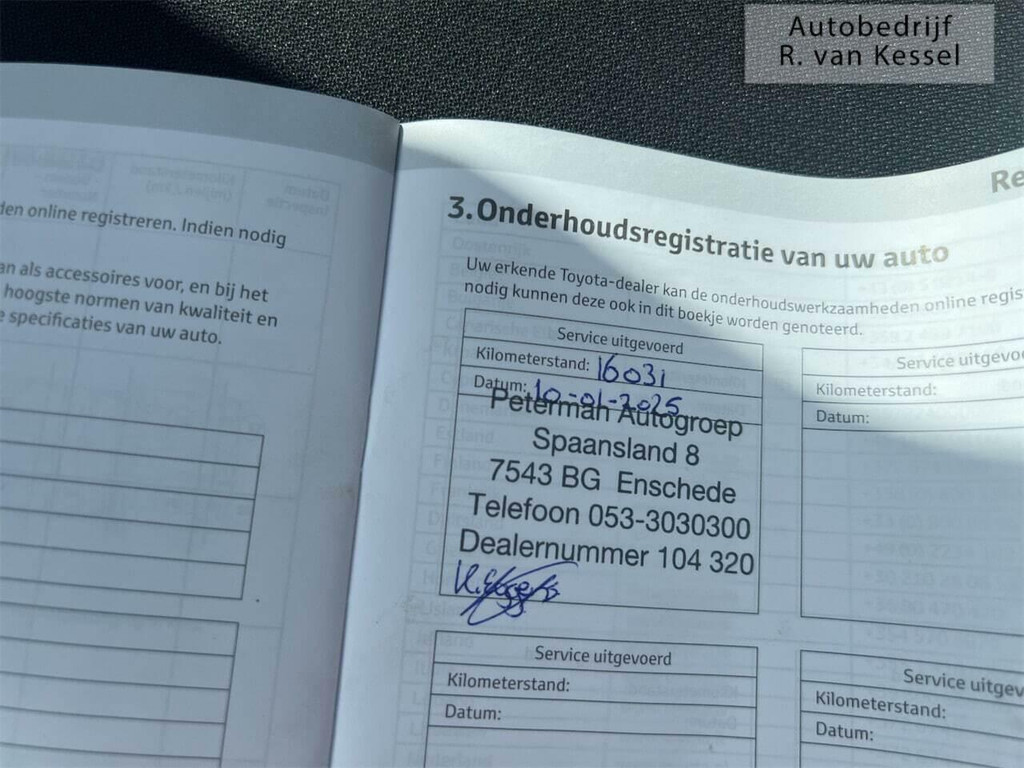 Autobedrijf
R. van Kessel
den online registreren. Indien nodig
an als accessoires voor, en bij het
hoogste normen van kwaliteit en
e specificaties van uw auto.
Re
3. Onderhoudsregistratie van uw auto
Uw erkende Toyota-dealer kan de onderhoudswerkzaamheden online regis
nodig kunnen deze ook in dit boekje worden genoteerd.
Service uitgevoerd
Kilometerstand: 16031
Datum: 10-01-2025
Peterman Autogroep
Spaansland 8
7543 BG Enschede
Telefoon 053-3030300
Dealernummer 104 320
Service uitgevoe
Kilometerstand:
Datum:
Service uitgevoerd
Kilometerstand:
Datum:
Service uitgev
Kilometerstand:
Datum: